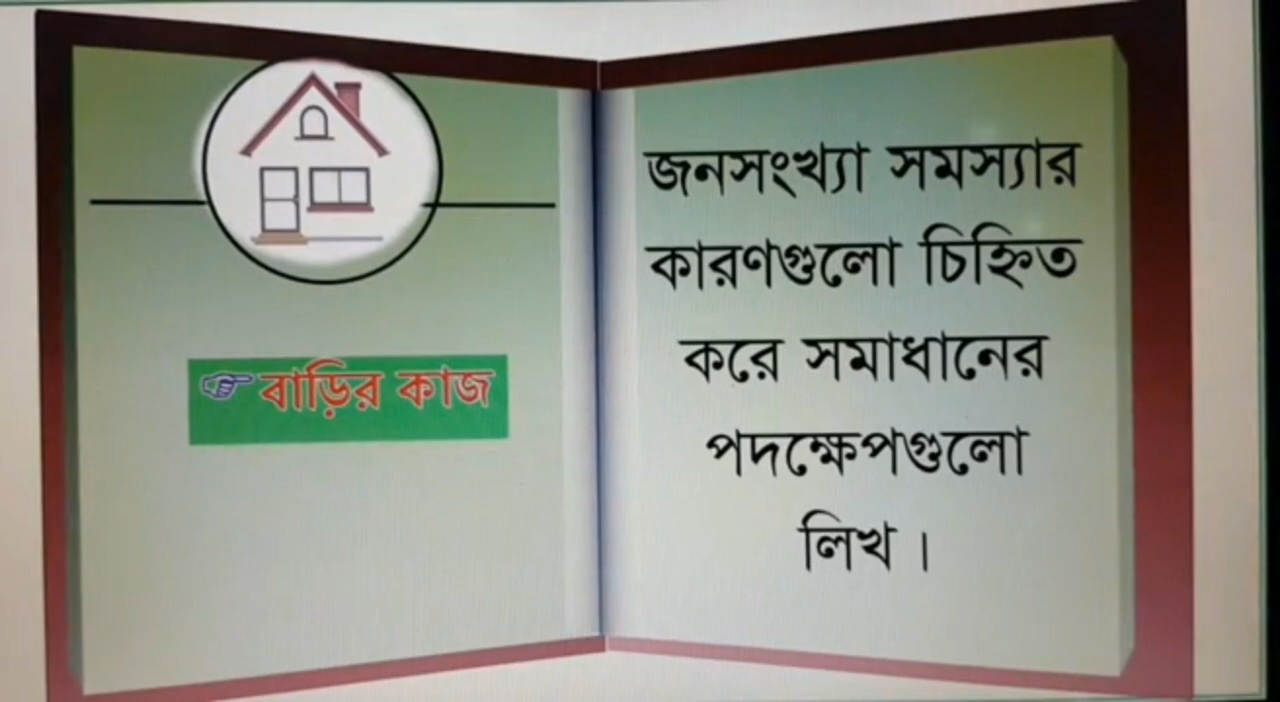 বাড়ির কাজ
জনসংখ্যা সমস্যার
কারণগুলো চিহ্নিত
করে সমাধানের
পদক্ষেপগুলো
লিখ।